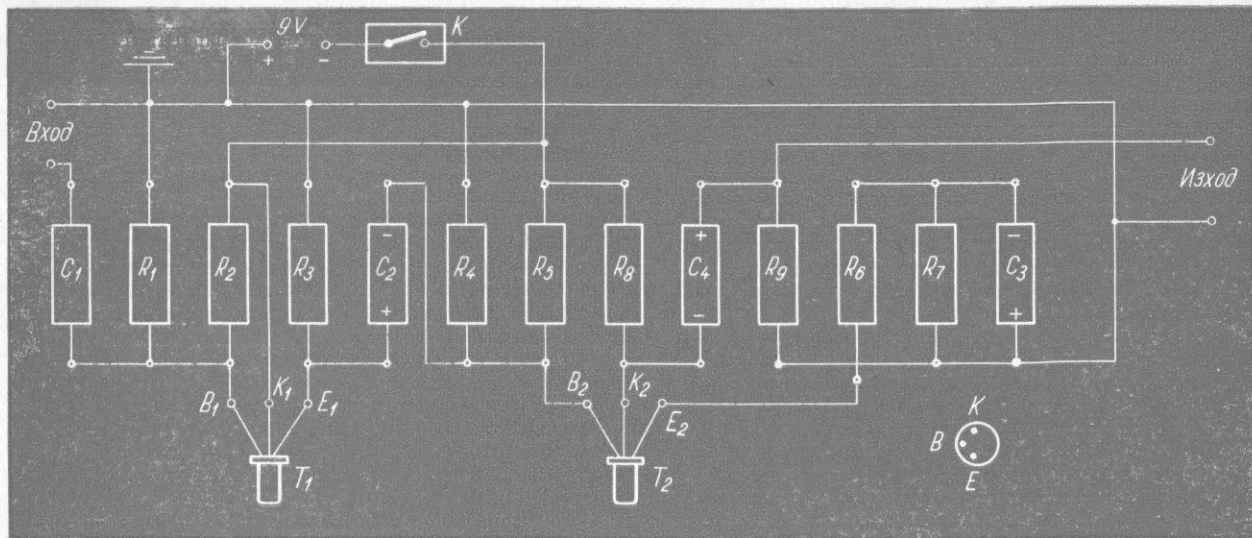 9V
K
+ -
Вход
Изход
C1 R1 R2 R3 - C2 + R4 R5 R8 + C4 - R9 R6 R7 - C3 +
B1 K1 E1
B2 K2 E2
T1
T2
K
B
E